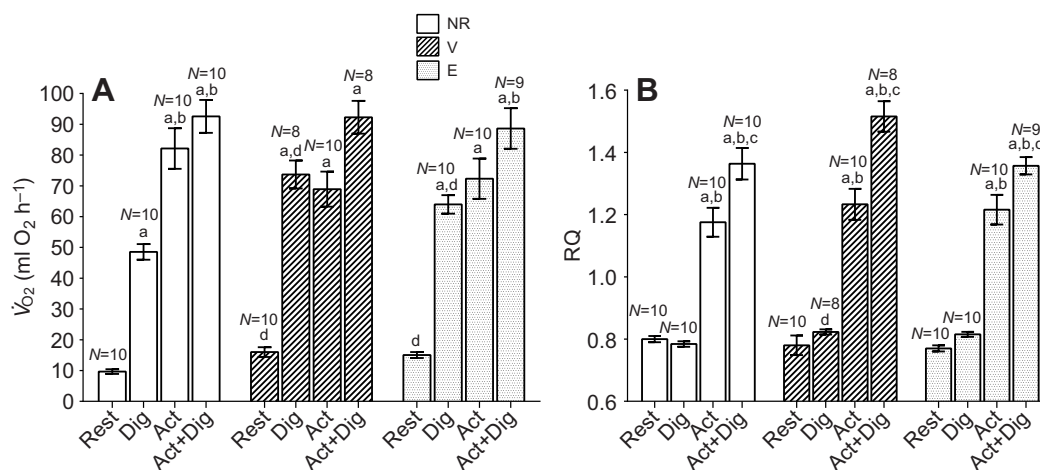 NR
V
E
A
V̇O2 (ml O2 h−1)
100
90
80
70
60
50
40
30
20
10
0
N=10
N=10
a
N=10
a,b
N=10
a,b
N=10
d
N=8
a,d
N=10
a
N=8
a
d
a,d
a
N=9
a,b
N=10
N=10
Rest
Dig
Act
Act+Dig
Rest
Dig
Act
Act+Dig
Rest
Dig
Act
Act+Dig
B
RQ
1.6
1.4
1.2
1.0
0.8
0.6
N=10
N=10
N=10
a,b
N=10
a,b,c
N=10
N=8
d
N=10
a,b
N=8
a,b,c
N=10
N=10
N=10
a,b
N=9
a,b,c
Rest
Dig
Act
Act+Dig
Rest
Dig
Act
Act+Dig
Rest
Dig
Act
Act+Dig